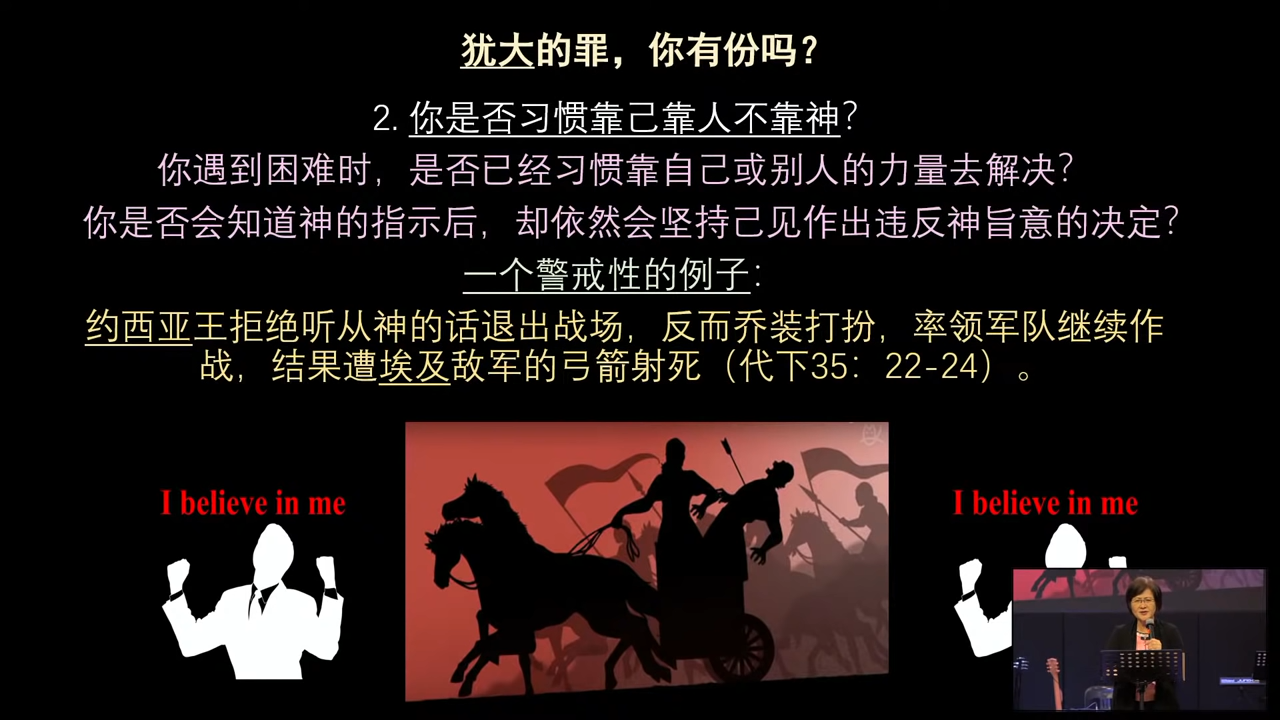 犹大的罪，你有份吗？
2. 你是否习惯靠己靠人不靠神？
你遇到困难时，是否已经习惯靠自己或别人的力量去解决？
你是否会知道神的指示后，却依然会坚持己见作出违反神旨意的决定？
一个警戒性的例子：
约西亚王拒绝听从神的话退出战场，反而乔装打扮，率领军队继续作
战，结果遭埃及敌军的弓箭射死（代下35：22-24）。
I believe in me
I believe in me